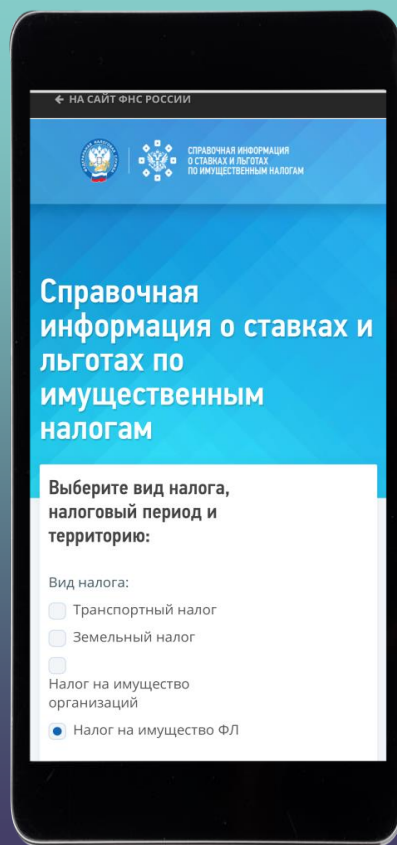 ← НА САЙТ ФНС РОССИИ
СПРАВОЧНАЯ ИНФОРМАЦИЯ
О СТАВКАХ И ЛЬГОТАХ
ПО ИМУЩЕСТВЕННЫМ НАЛОГАМ
Справочная
информация о ставках и
льготах по
имущественным
налогам
Выберите вид налога,
налоговый период и
территорию:
Вид налога:
Транспортный налог
Земельный налог
Налог на имущество
организаций
Налог на имущество ФЛ